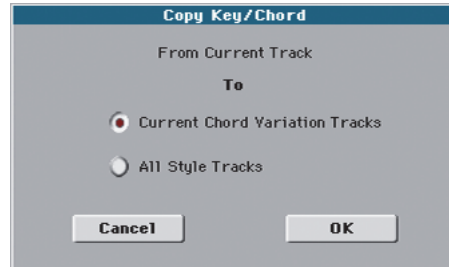 Copy Key/Chord
From Current Track
To
Current Chord Variation Tracks
All Style Tracks
Cancel OK